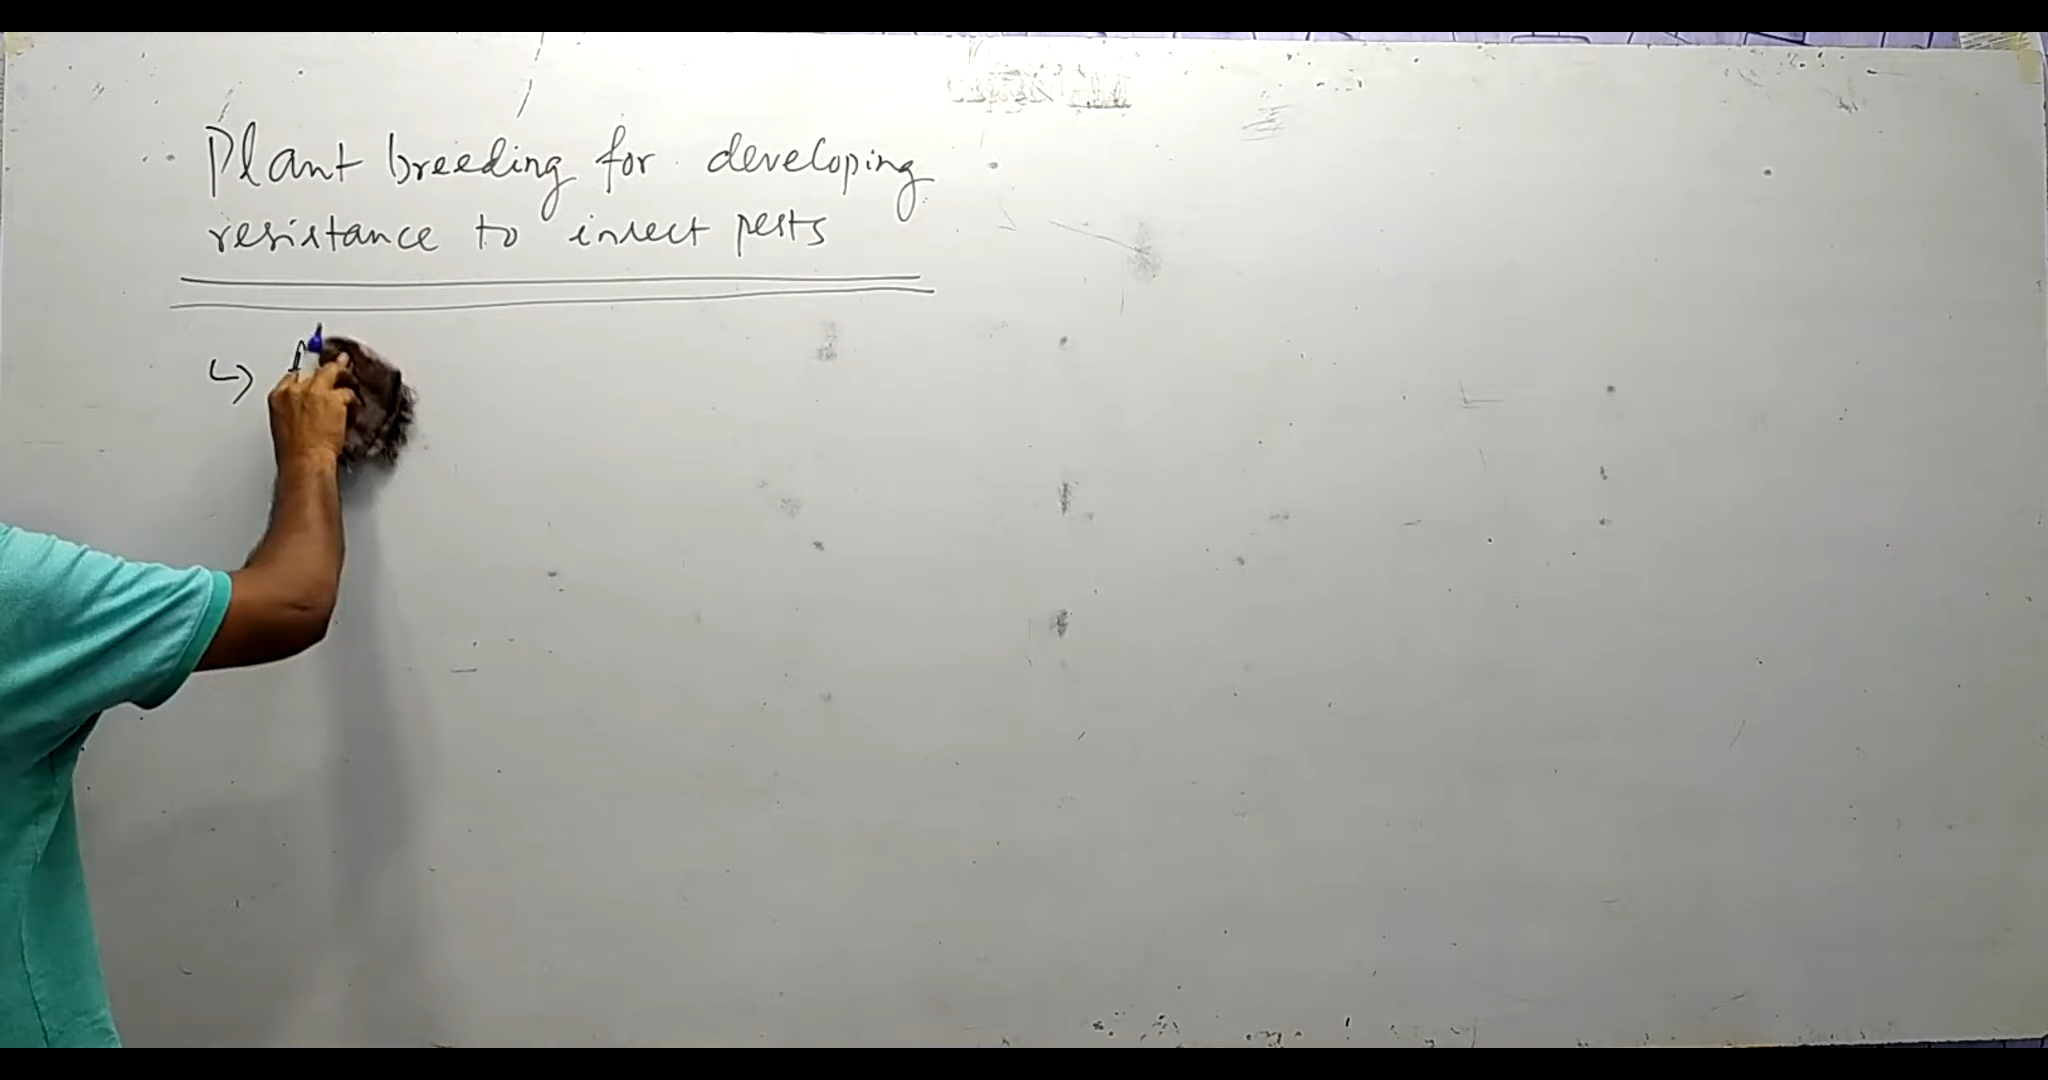 Plant breeding for developing
resistance to insect pests
↳